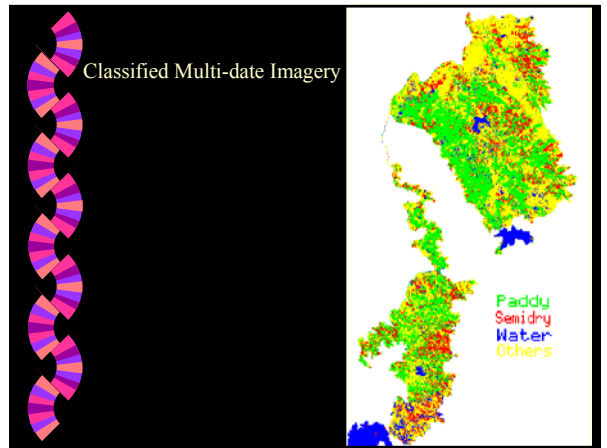 Classified Multi-date Imagery
Paddy
Semidry
Water
Others